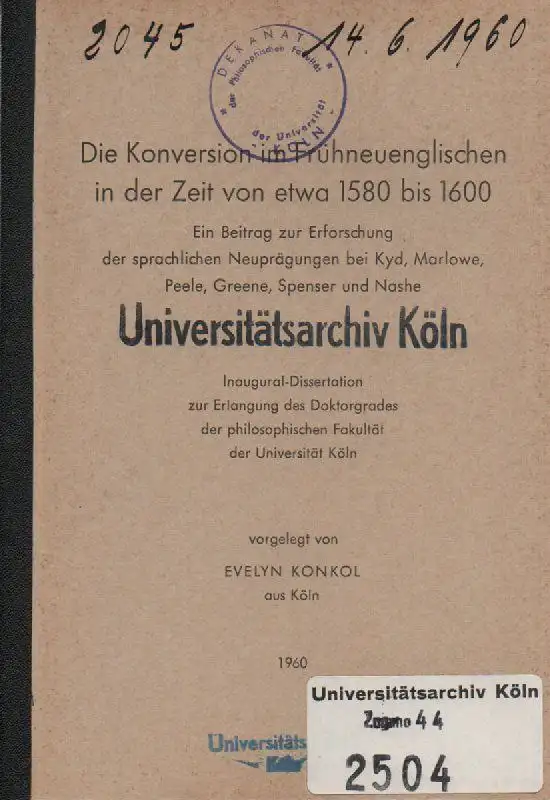 2045 14.6.1960
DEKANAT
der Philosophischen Fakultät
der Universität
KÖLN
Die Konversion im Frühneuenglischen
in der Zeit von etwa 1580 bis 1600
Ein Beitrag zur Erforschung
der sprachlichen Neuprägungen bei Kyd, Marlowe,
Peele, Greene, Spenser und Nashe
Universitätsarchiv Köln
Inaugural-Dissertation
zur Erlangung des Doktorgrades
der philosophischen Fakultät
der Universität Köln
vorgelegt von
EVELYN KONKOL
aus Köln
1960
Universitätsarchiv Köln
44
2504
Universitäts